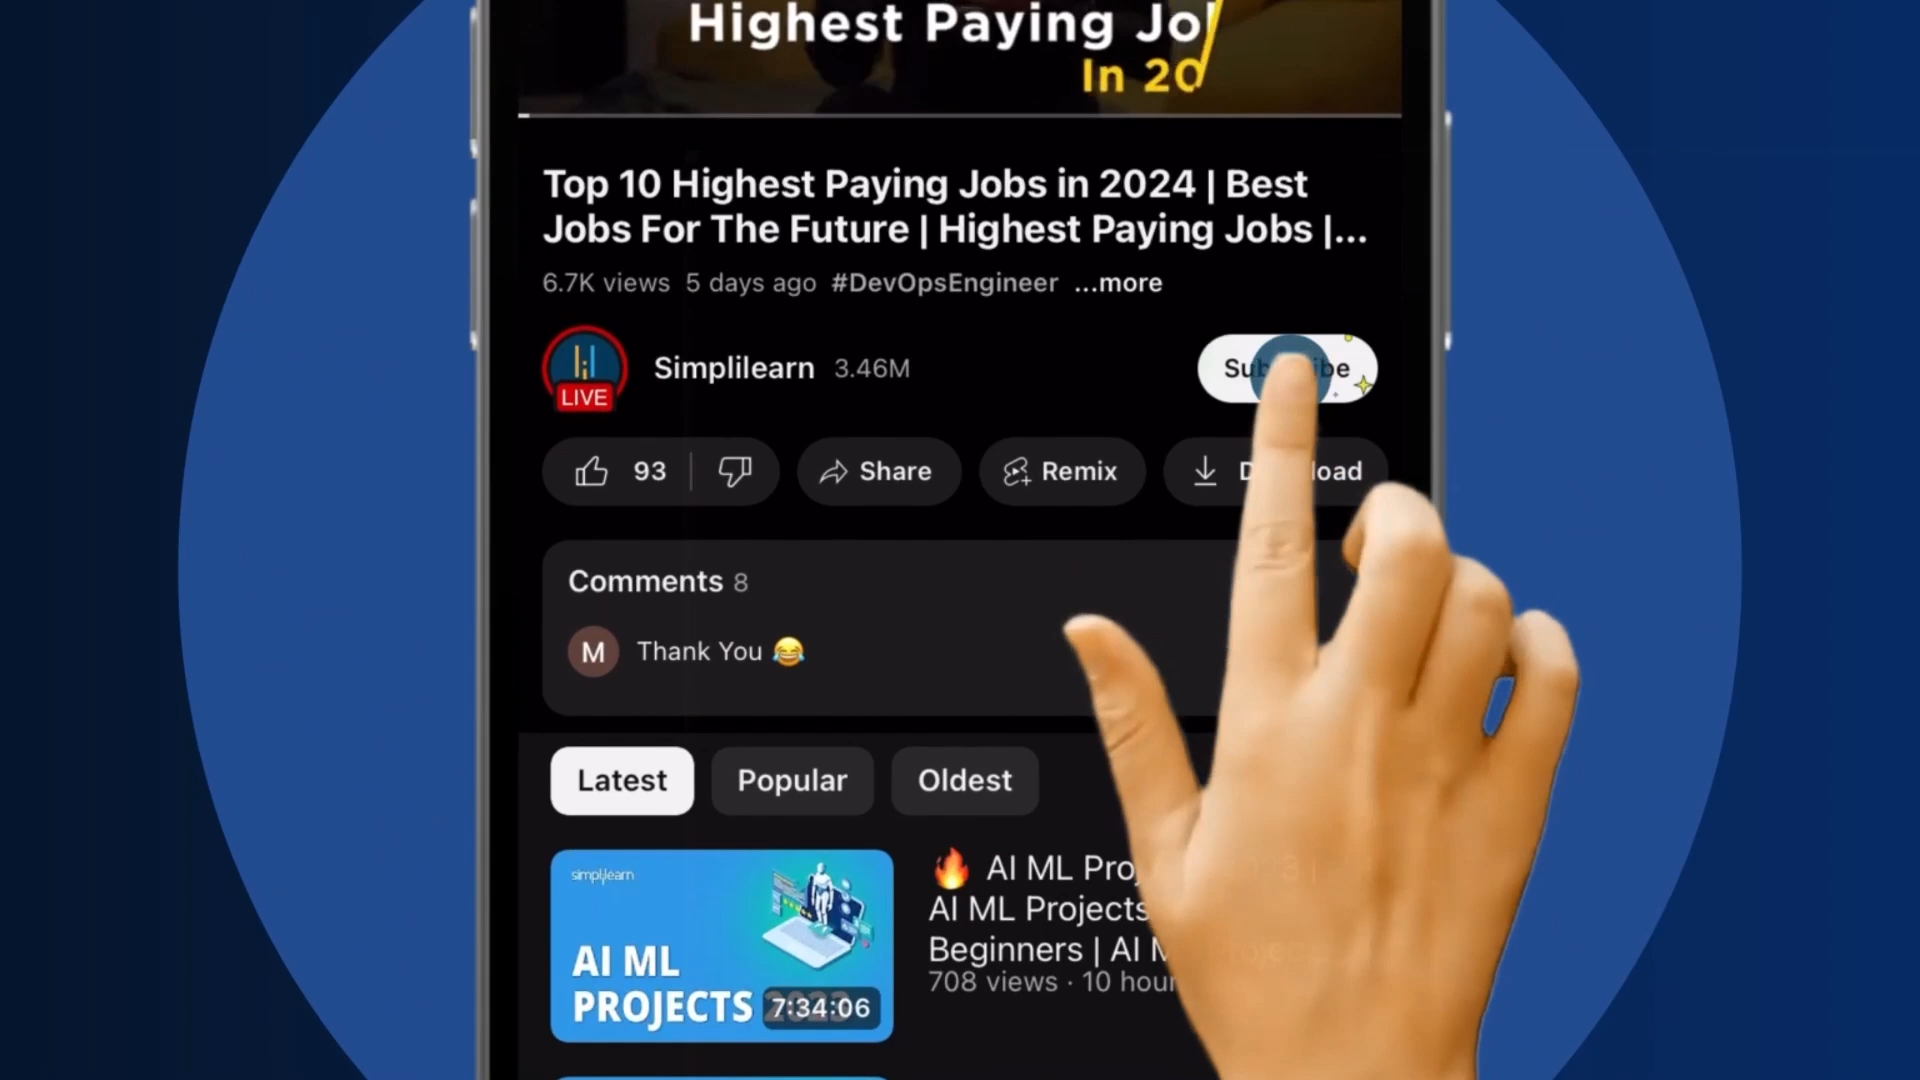 Highest Paying Jo
In 20
Top 10 Highest Paying Jobs in 2024 | Best
Jobs For The Future | Highest Paying Jobs |...
6.7K views 5 days ago #DevOpsEngineer ...more
LIVE
Simplilearn 3.46M
93
Share
Remix
Comments 8
M
Thank You 😂
Latest
Popular
Oldest
simplilearn
AI ML
PROJECTS
7:34:06
🔥 AI ML
AI ML Projects
Beginners | AI
708 views · 10